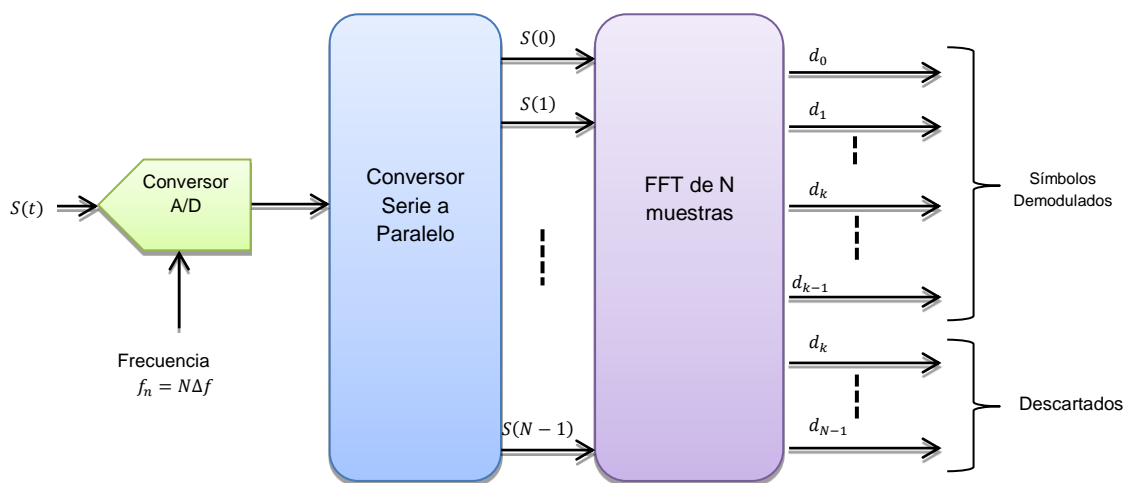 S(t)
Conversor
A/D
Frecuencia
f_n = NΔf
Conversor
Serie a
Paralelo
S(0)
S(1)
S(N − 1)
FFT de N
muestras
d_0
d_1
d_k
d_{k−1}
d_k
d_{N−1}
Símbolos
Demodulados
Descartados